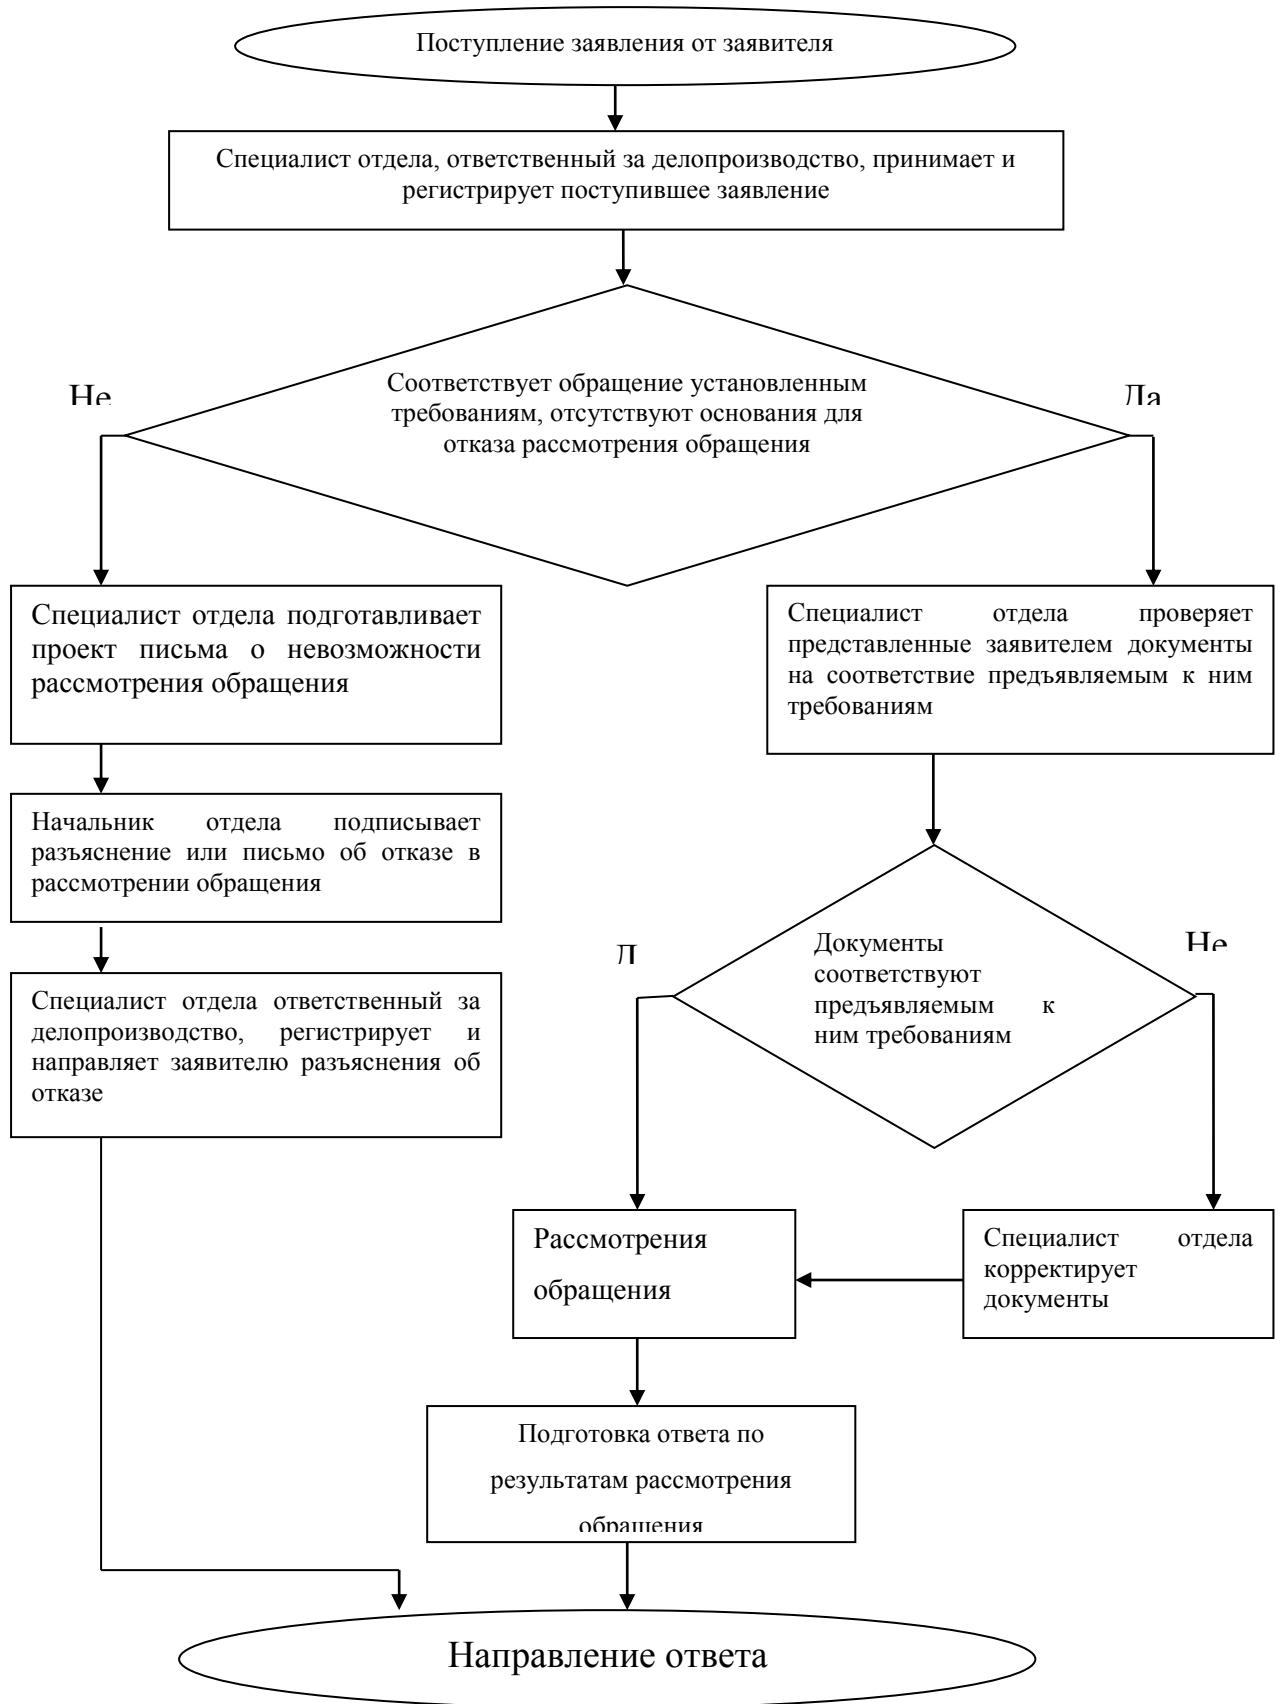 Поступление заявления от заявителя
Специалист отдела, ответственный за делопроизводство, принимает и
регистрирует поступившее заявление
Соответствует обращение установленным
требованиям, отсутствуют основания для
отказа рассмотрения обращения
Не
Да
Специалист отдела подготавливает
проект письма о невозможности
рассмотрения обращения
Специалист отдела проверяет
представленные заявителем документы
на соответствие предъявляемым к ним
требованиям
Начальник отдела подписывает
разъяснение или письмо об отказе в
рассмотрении обращения
Документы
соответствуют
предъявляемым к
ним требованиям
Д
Не
Специалист отдела ответственный за
делопроизводство, регистрирует и
направляет заявителю разъяснения об
отказе
Рассмотрения
обращения
Специалист отдела
корректирует
документы
Подготовка ответа по
результатам рассмотрения
обращения
Направление ответа